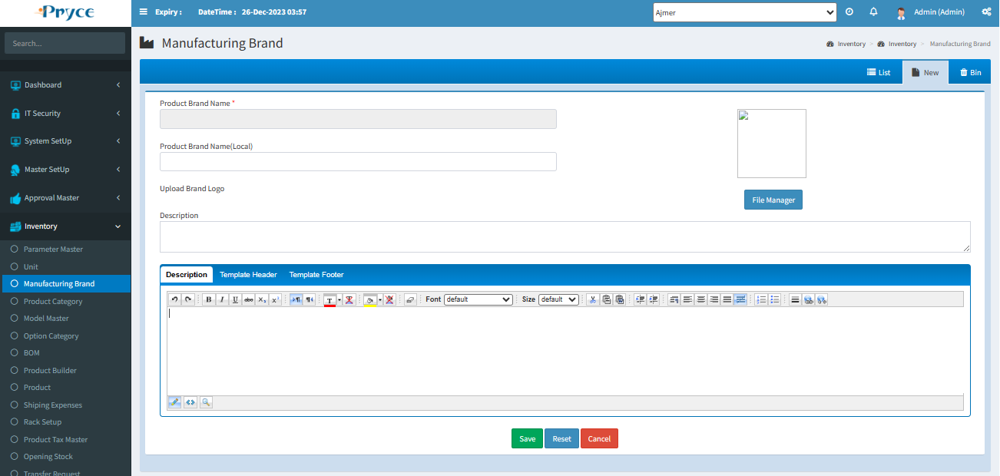 Pryce
Expiry : DateTime : 26-Dec-2023 03:57
Ajmer
Admin (Admin)
Search...
Manufacturing Brand
Inventory > Inventory > Manufacturing Brand
List
New
Bin
Dashboard
IT Security
System SetUp
Master SetUp
Approval Master
Inventory
Parameter Master
Unit
Manufacturing Brand
Product Category
Model Master
Option Category
BOM
Product Builder
Product
Shiping Expenses
Rack Setup
Product Tax Master
Opening Stock
Transfer Request
Product Brand Name *
Product Brand Name(Local)
Upload Brand Logo
File Manager
Description
Description Template Header Template Footer
B I U abc X₂ X² T Font default Size default
Save Reset Cancel